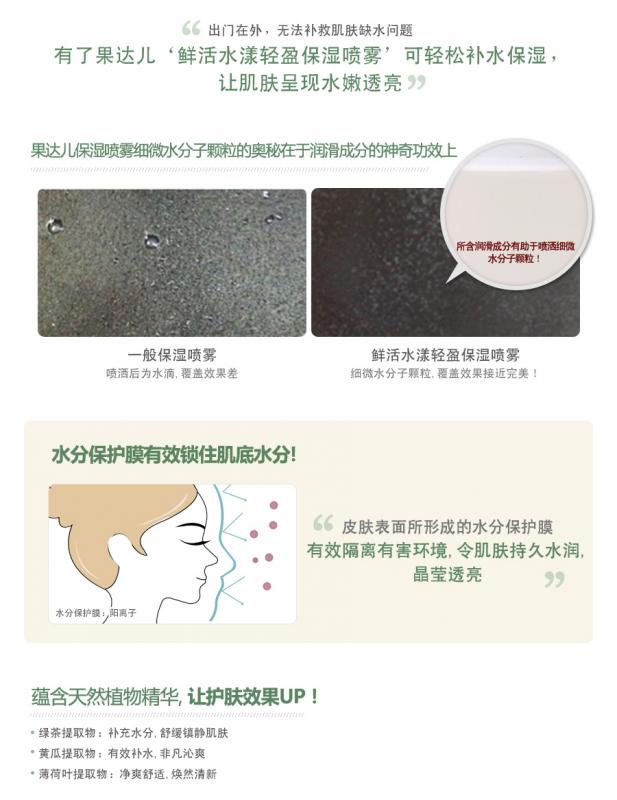 “ 出门在外，无法补救肌肤缺水问题
有了果达儿‘鲜活水漾轻盈保湿喷雾’可轻松补水保湿，
让肌肤呈现水嫩透亮 ”
果达儿保湿喷雾细微水分子颗粒的奥秘在于润滑成分的神奇功效上
所含润滑成分有助于喷洒细微
水分子颗粒！
一般保湿喷雾
喷洒后为水滴, 覆盖效果差
鲜活水漾轻盈保湿喷雾
细微水分子颗粒, 覆盖效果接近完美！
水分保护膜有效锁住肌底水分!
水分保护膜：阳离子
“ 皮肤表面所形成的水分保护膜
有效隔离有害环境, 令肌肤持久水润,
晶莹透亮 ”
蕴含天然植物精华, 让护肤效果UP！
• 绿茶提取物：补充水分, 舒缓镇静肌肤
• 黄瓜提取物：有效补水, 非凡沁爽
• 薄荷叶提取物：净爽舒适, 焕然清新